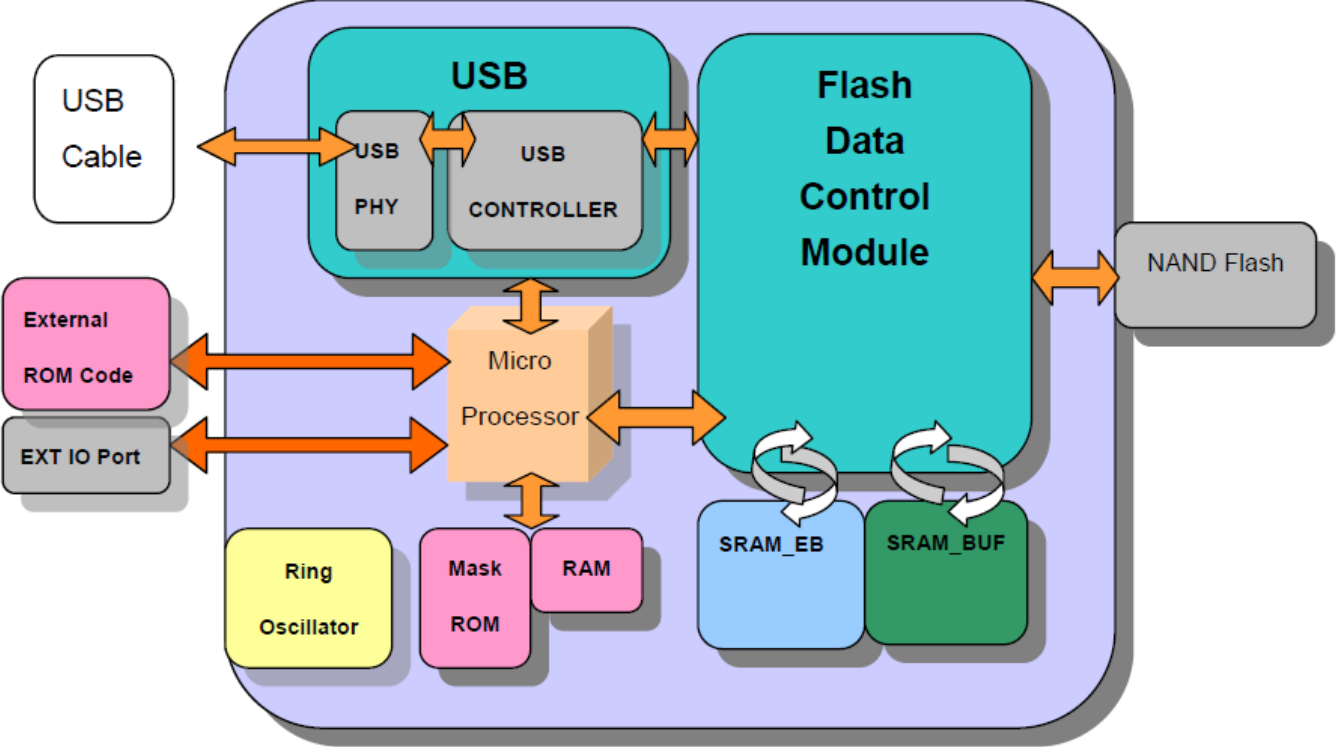 USB
Cable
USB
USB
PHY
USB
CONTROLLER
Flash
Data
Control
Module
NAND Flash
External
ROM Code
EXT IO Port
Micro
Processor
Ring
Oscillator
Mask
ROM
RAM
SRAM_EB
SRAM_BUF